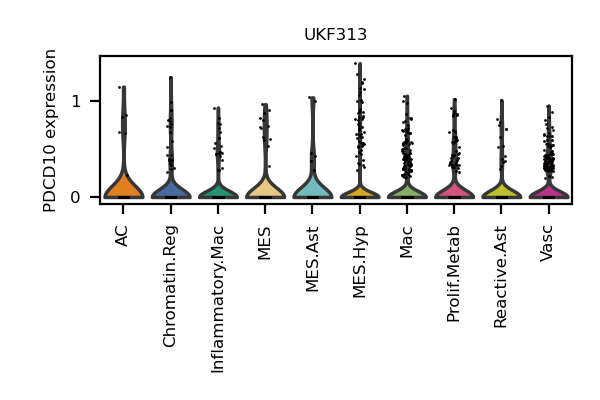 UKF313
PDCD10 expression
1
0
AC
Chromatin.Reg
Inflammatory.Mac
MES
MES.Ast
MES.Hyp
Mac
Prolif.Metab
Reactive.Ast
Vasc